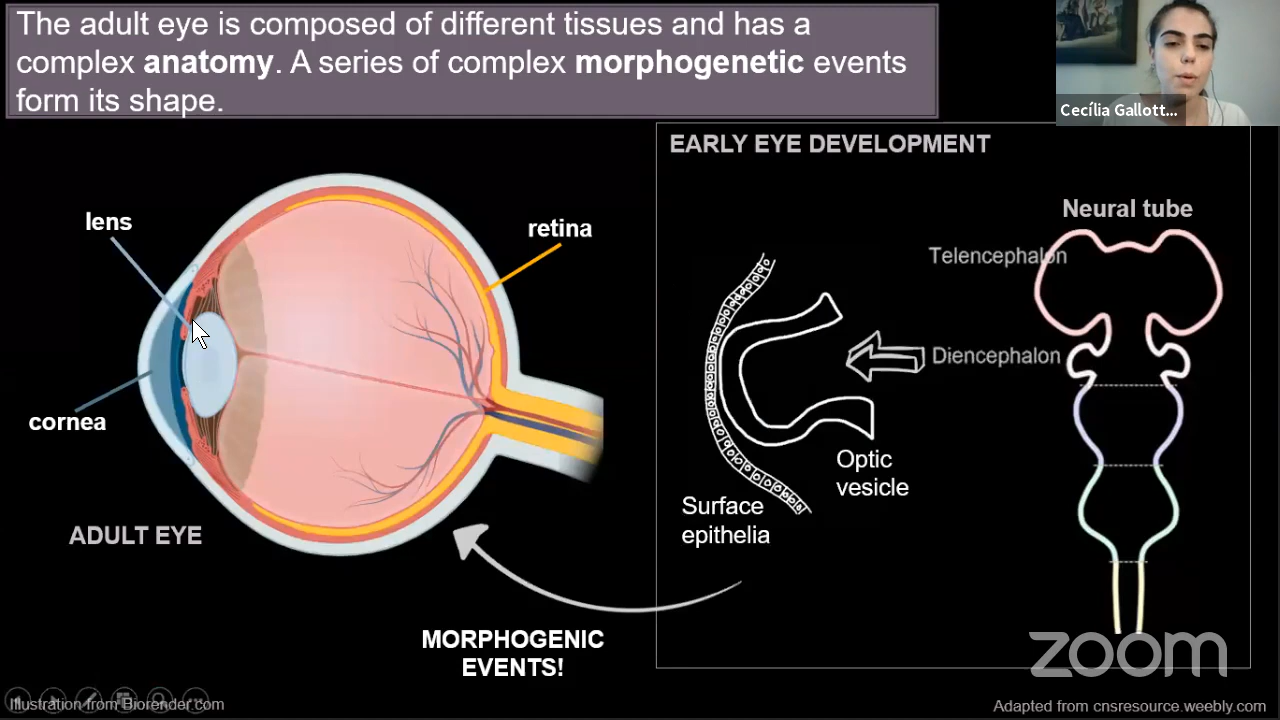 The adult eye is composed of different tissues and has a
complex anatomy. A series of complex morphogenetic events
form its shape.
Cecília Gallott...
EARLY EYE DEVELOPMENT
lens
retina
cornea
ADULT EYE
Neural tube
Telencephalon
Diencephalon
Optic
vesicle
Surface
epithelia
MORPHOGENIC
EVENTS!
zoom
Illustration from Biorender.com
Adapted from cnsresource.weebly.com